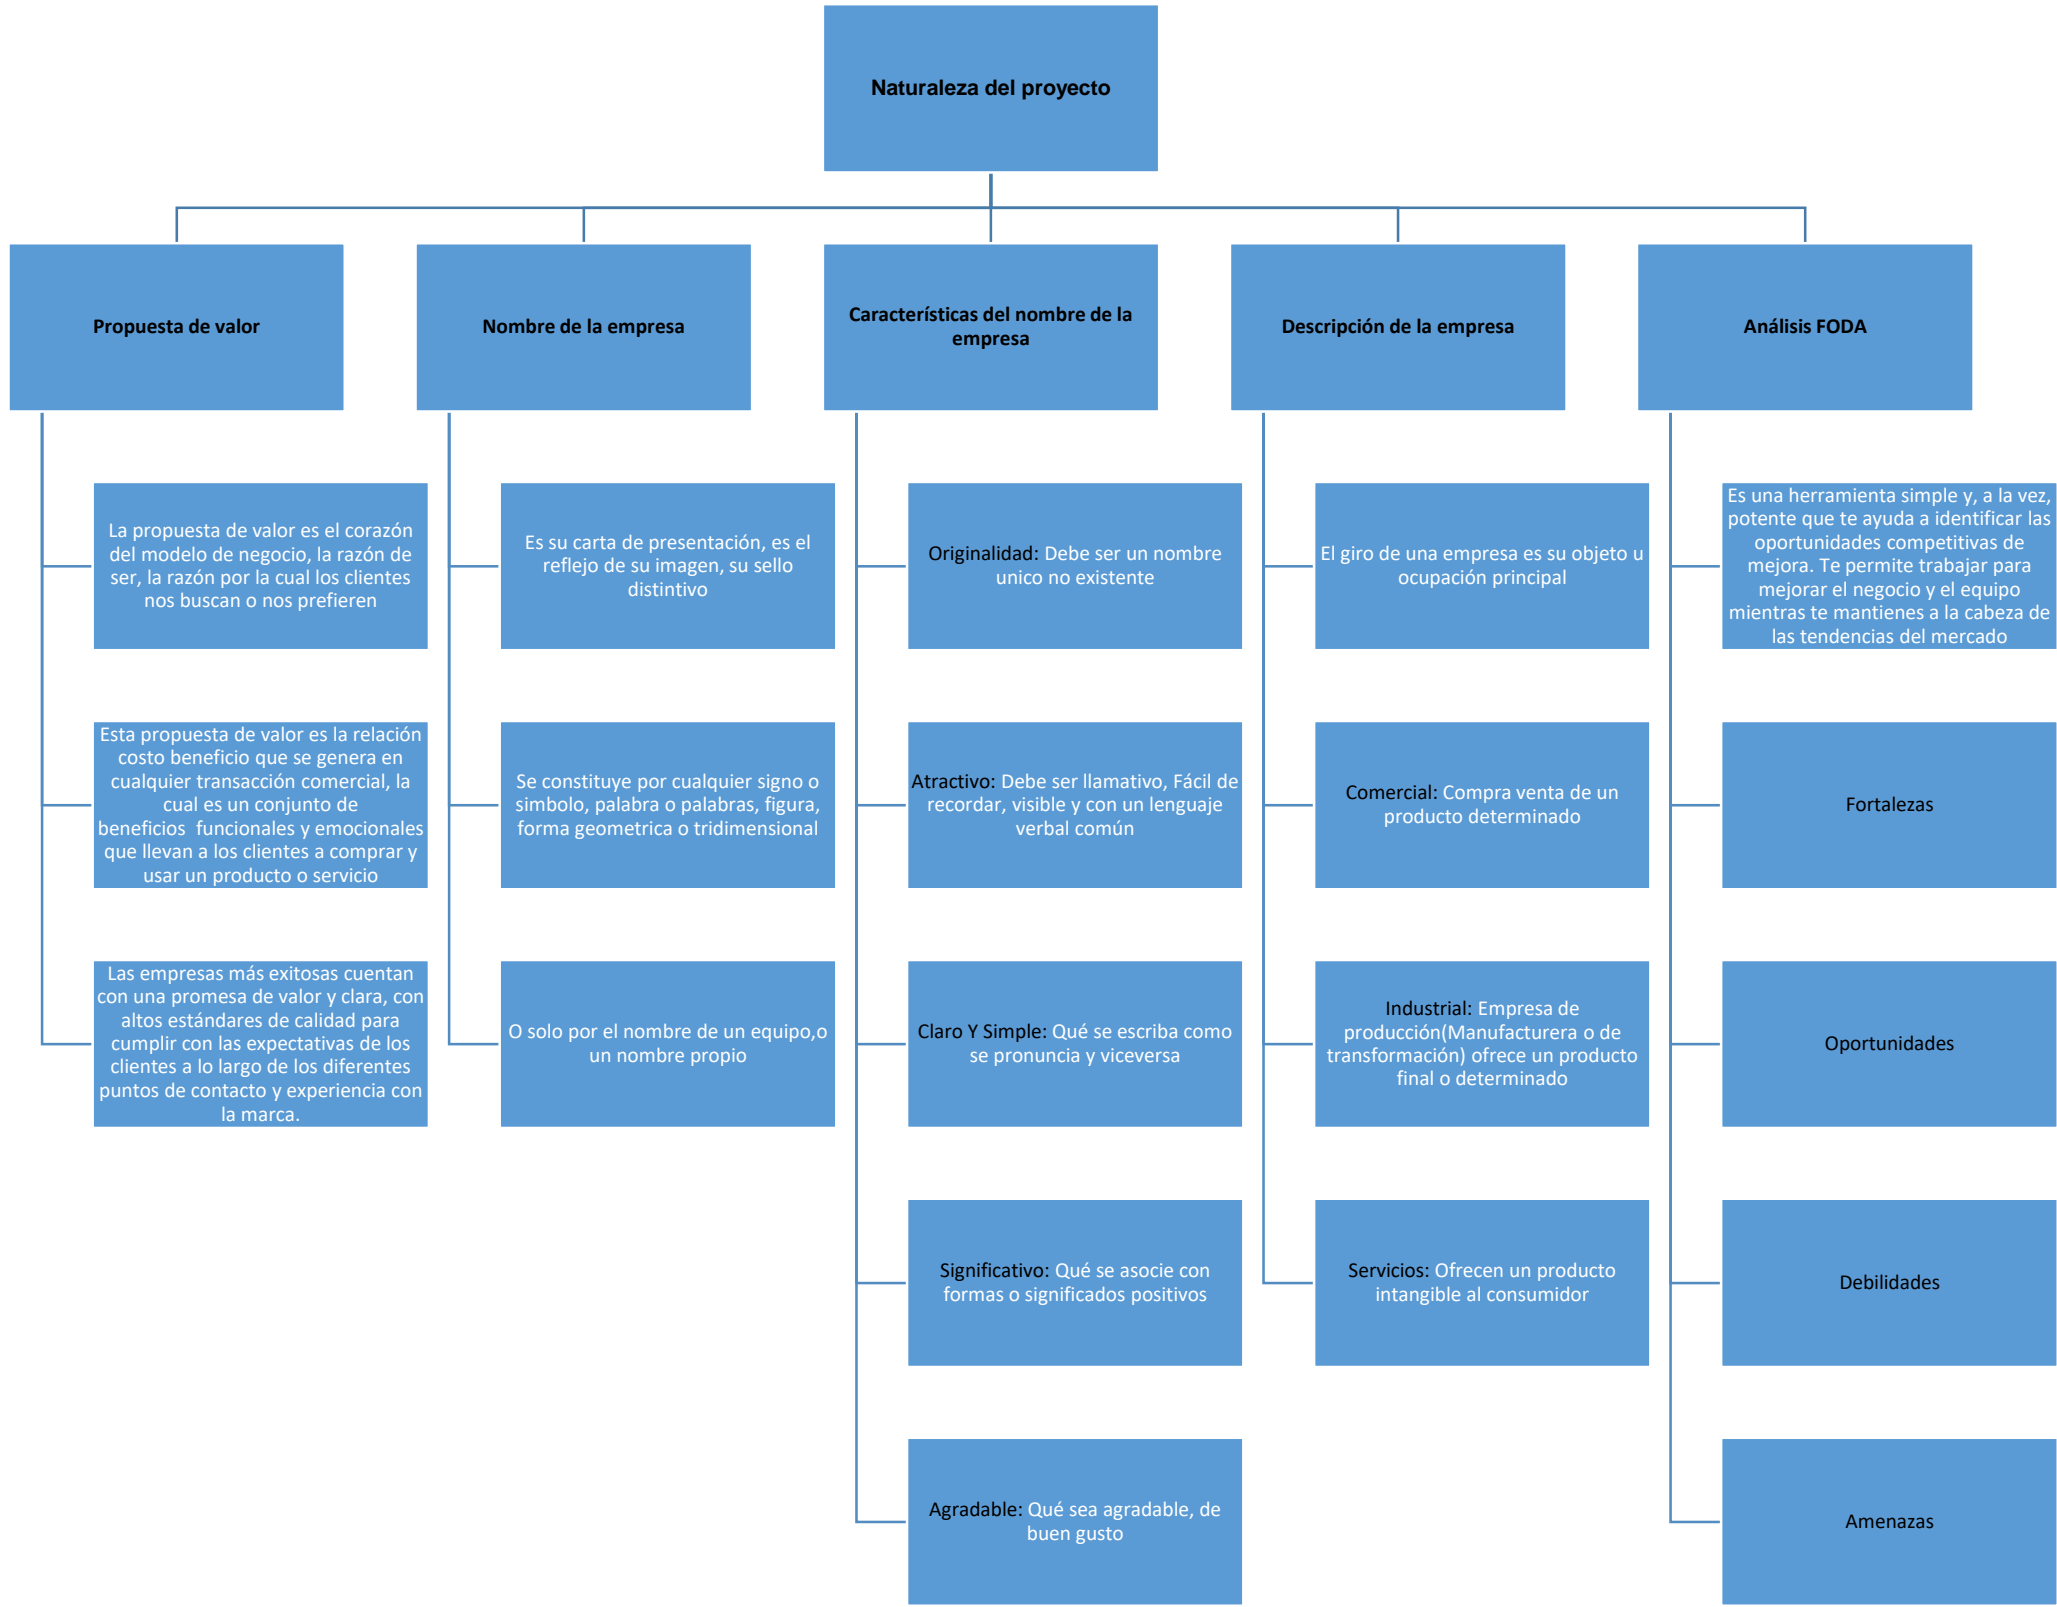 Naturaleza del proyecto
Propuesta de valor
La propuesta de valor es el corazón
del modelo de negocio, la razón de
ser, la razón por la cual los clientes
nos buscan o nos prefieren
Esta propuesta de valor es la relación
costo beneficio que se genera en
cualquier transacción comercial, la
cual es un conjunto de
beneficios  funcionales y emocionales
que llevan a los clientes a comprar y
usar un producto o servicio
Las empresas más exitosas cuentan
con una promesa de valor y clara, con
altos estándares de calidad para
cumplir con las expectativas de los
clientes a lo largo de los diferentes
puntos de contacto y experiencia con
la marca.
Nombre de la empresa
Es su carta de presentación, es el
reflejo de su imagen, su sello
distintivo
Se constituye por cualquier signo o
simbolo, palabra o palabras, figura,
forma geometrica o tridimensional
O solo por el nombre de un equipo,o
un nombre propio
Característícas del nombre de la
empresa
Originalidad: Debe ser un nombre
unico no existente
Atractivo: Debe ser llamativo, Fácil de
recordar, visible y con un lenguaje
verbal común
Claro Y Simple: Qué se escriba como
se pronuncia y viceversa
Significativo: Qué se asocie con
formas o significados positivos
Agradable: Qué sea agradable, de
buen gusto
Descripción de la empresa
El giro de una empresa es su objeto u
ocupación principal
Comercial: Compra venta de un
producto determinado
Industrial: Empresa de
producción(Manufacturera o de
transformación) ofrece un producto
final o determinado
Servicios: Ofrecen un producto
intangible al consumidor
Análisis FODA
Es una herramienta simple y, a la vez,
potente que te ayuda a identificar las
oportunidades competitivas de
mejora. Te permite trabajar para
mejorar el negocio y el equipo
mientras te mantienes a la cabeza de
las tendencias del mercado
Fortalezas
Oportunidades
Debilidades
Amenazas